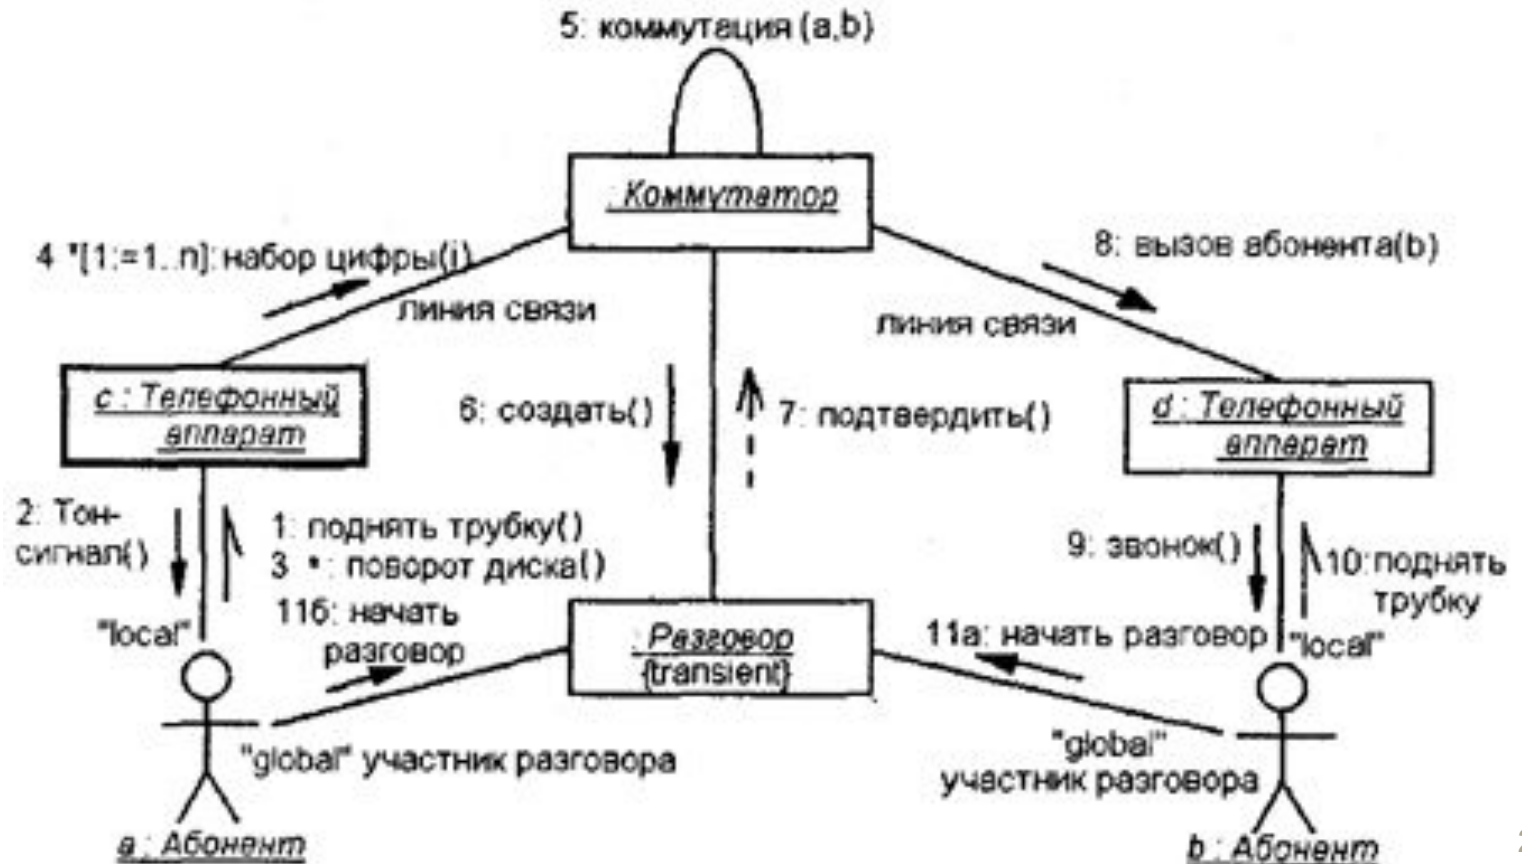 5: коммутация (a,b)
: Коммутатор
4 *[1:=1..n]: набор цифры(i)
8: вызов абонента(b)
линия связи
линия связи
c : Телефонный
аппарат
d : Телефонный
аппарат
6: создать()
7: подтвердить()
2: Тон-
сигнал()
1: поднять трубку()
3 *: поворот диска()
9: звонок()
10: поднять
трубку
11б: начать
разговор
11а: начать разговор
"local"
"local"
: Разговор
{transient}
"global" участник разговора
"global"
участник разговора
a : Абонент
b : Абонент